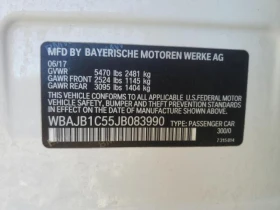 MFD BY BAYERISCHE MOTOREN WERKE AG
06/17
GVWR 5470 lbs 2481 kg
GAWR FRONT 2524 lbs 1145 kg
GAWR REAR 3095 lbs 1404 kg
THIS VEHICLE CONFORMS TO ALL APPLICABLE U.S. FEDERAL MOTOR
VEHICLE SAFETY, BUMPER, AND THEFT PREVENTION STANDARDS IN
EFFECT ON THE DATE OF MANUFACTURE SHOWN ABOVE.
WBAJB1C55JB083990 TYPE: PASSENGER CAR
300/0